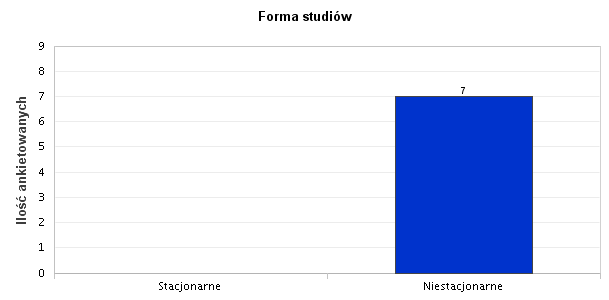 Forma studiów
Ilość ankietowanych
9
8
7
6
5
4
3
2
1
0
7
Stacjonarne
Niestacjonarne